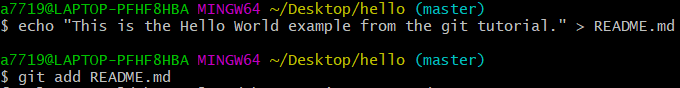 a7719@LAPTOP-PFHF8HBA MINGW64 ~/Desktop/hello (master)
$ echo "This is the Hello World example from the git tutorial." > README.md
a7719@LAPTOP-PFHF8HBA MINGW64 ~/Desktop/hello (master)
$ git add README.md